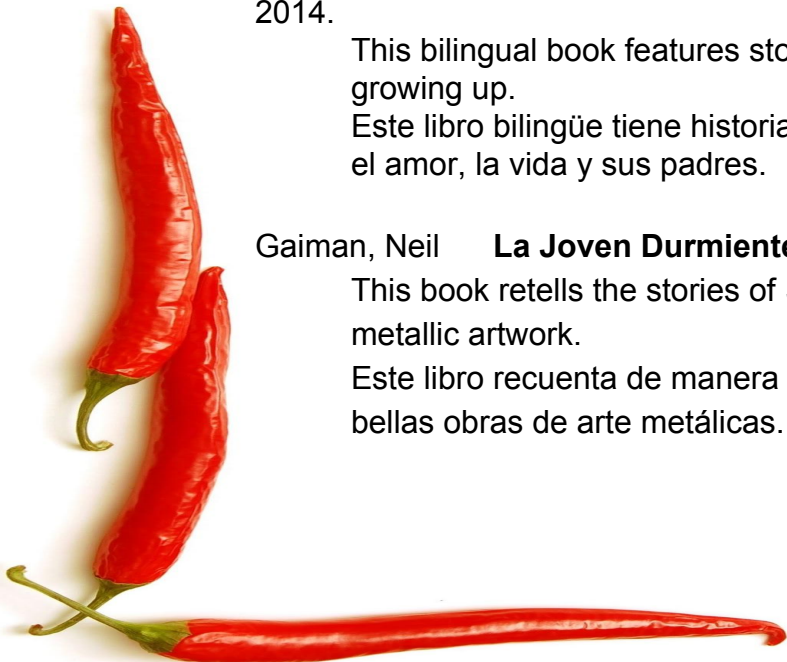 2014.
This bilingual book features sto
growing up.
Este libro bilingüe tiene historia
el amor, la vida y sus padres.
Gaiman, Neil La Joven Durmiente
This book retells the stories of
metallic artwork.
Este libro recuenta de manera
bellas obras de arte metálicas.